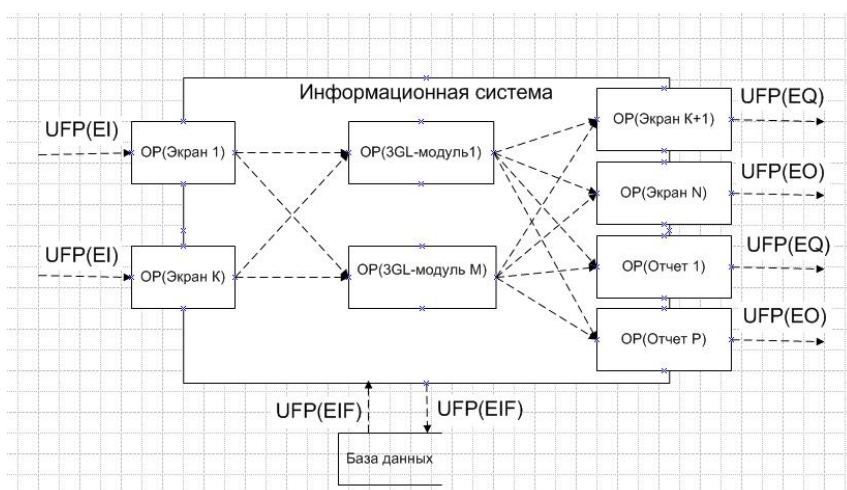 Информационная система
UFP(EI)
OP(Экран 1)
OP(3GL-модуль1)
OP(Экран К+1)
UFP(EQ)
OP(Экран N)
UFP(EO)
UFP(EI)
OP(Экран К)
OP(3GL-модуль М)
OP(Отчет 1)
UFP(EQ)
OP(Отчет P)
UFP(EO)
UFP(EIF)
UFP(EIF)
База данных